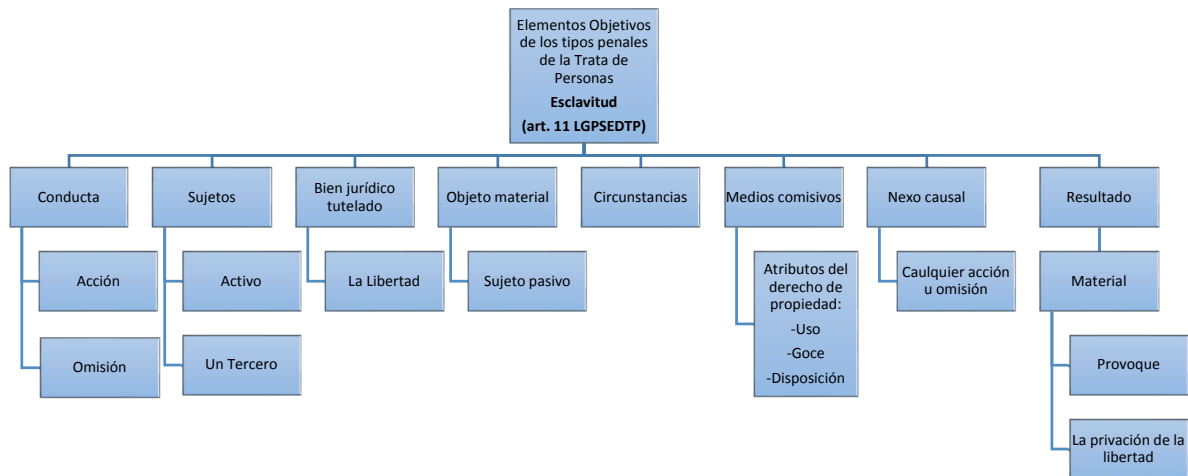 Elementos Objetivos
de los tipos penales
de la Trata de
Personas
Esclavitud
(art. 11 LGPSEDTP)
Conducta
Acción
Omisión
Sujetos
Activo
Un Tercero
Bien jurídico
tutelado
La Libertad
Objeto material
Sujeto pasivo
Circunstancias
Medios comisivos
Atributos del
derecho de
propiedad:
-Uso
-Goce
-Disposición
Nexo causal
Caulquier acción
u omisión
Resultado
Material
Provoque
La privación de la
libertad